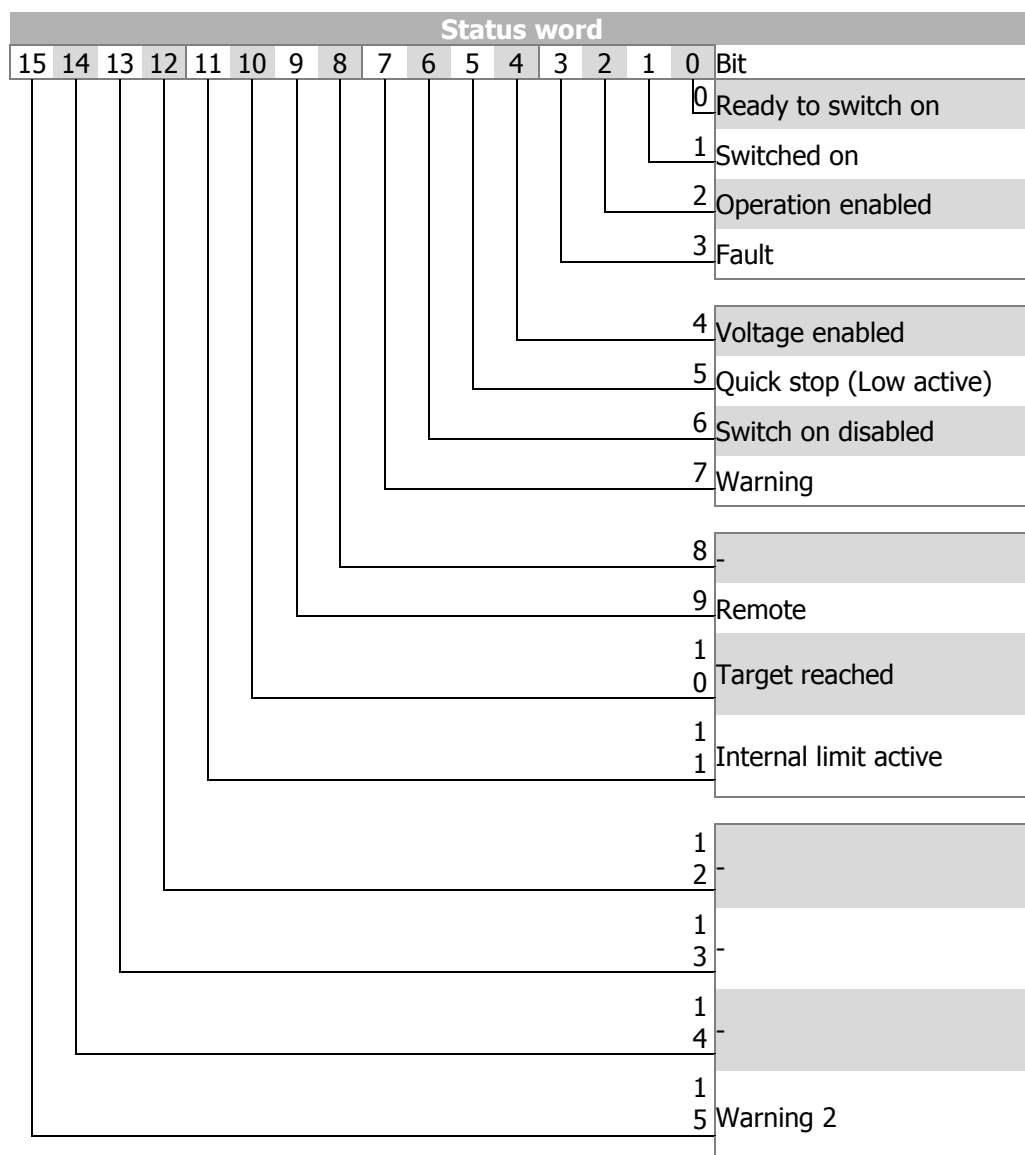 Status word
15 14 13 12 11 10 9 8 7 6 5 4 3 2 1 0 Bit
0 Ready to switch on
1 Switched on
2 Operation enabled
3 Fault
4 Voltage enabled
5 Quick stop (Low active)
6 Switch on disabled
7 Warning
8 -
9 Remote
1
0 Target reached
1
1 Internal limit active
1
2 -
1
3 -
1
4 -
1
5 Warning 2